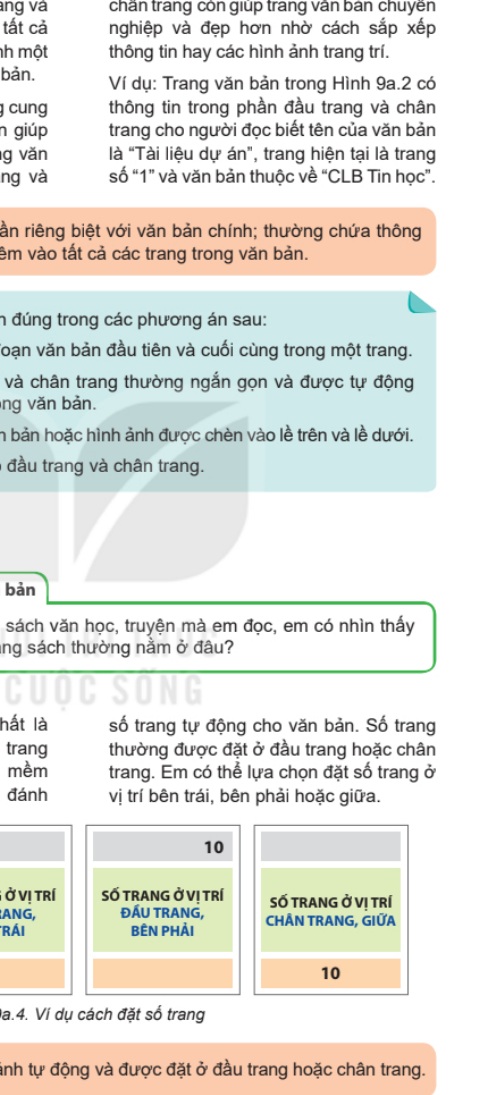 ang và
tất cả
nh một
bản.
g cung
n giúp
ng văn
ang và
chân trang còn giúp trang văn bản chuyên
nghiệp và đẹp hơn nhờ cách sắp xếp
thông tin hay các hình ảnh trang trí.
Ví dụ: Trang văn bản trong Hình 9a.2 có
thông tin trong phần đầu trang và chân
trang cho người đọc biết tên của văn bản
là “Tài liệu dự án”, trang hiện tại là trang
số “1” và văn bản thuộc về “CLB Tin học”.
ần riêng biệt với văn bản chính; thường chứa thông
êm vào tất cả các trang trong văn bản.
n đúng trong các phương án sau:
oạn văn bản đầu tiên và cuối cùng trong một trang.
và chân trang thường ngắn gọn và được tự động
ong văn bản.
n bản hoặc hình ảnh được chèn vào lề trên và lề dưới.
đầu trang và chân trang.
bản
sách văn học, truyện mà em đọc, em có nhìn thấy
ang sách thường nằm ở đâu?
CUỘC SỐNG
hất là
trang
mềm
đánh
số trang tự động cho văn bản. Số trang
thường được đặt ở đầu trang hoặc chân
trang. Em có thể lựa chọn đặt số trang ở
vị trí bên trái, bên phải hoặc giữa.
Ở VỊ TRÍ
RANG,
TRÁI
10
SỐ TRANG Ở VỊ TRÍ
ĐẦU TRANG,
BÊN PHẢI
SỐ TRANG Ở VỊ TRÍ
CHÂN TRANG, GIỮA
10
9a.4. Ví dụ cách đặt số trang
ánh tự động và được đặt ở đầu trang hoặc chân trang.